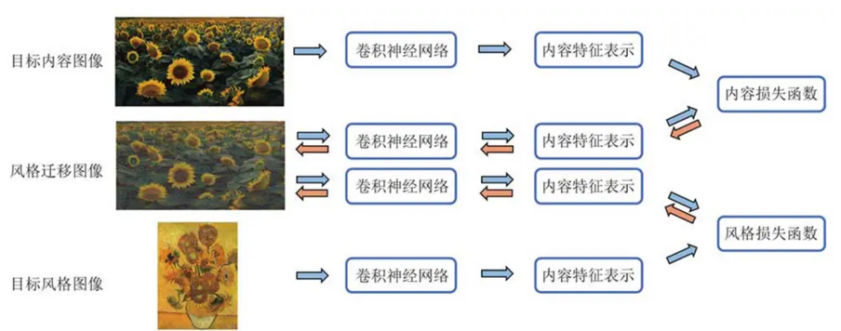 目标内容图像
卷积神经网络
内容特征表示
内容损失函数
风格迁移图像
卷积神经网络
内容特征表示
卷积神经网络
内容特征表示
风格损失函数
目标风格图像
卷积神经网络
内容特征表示